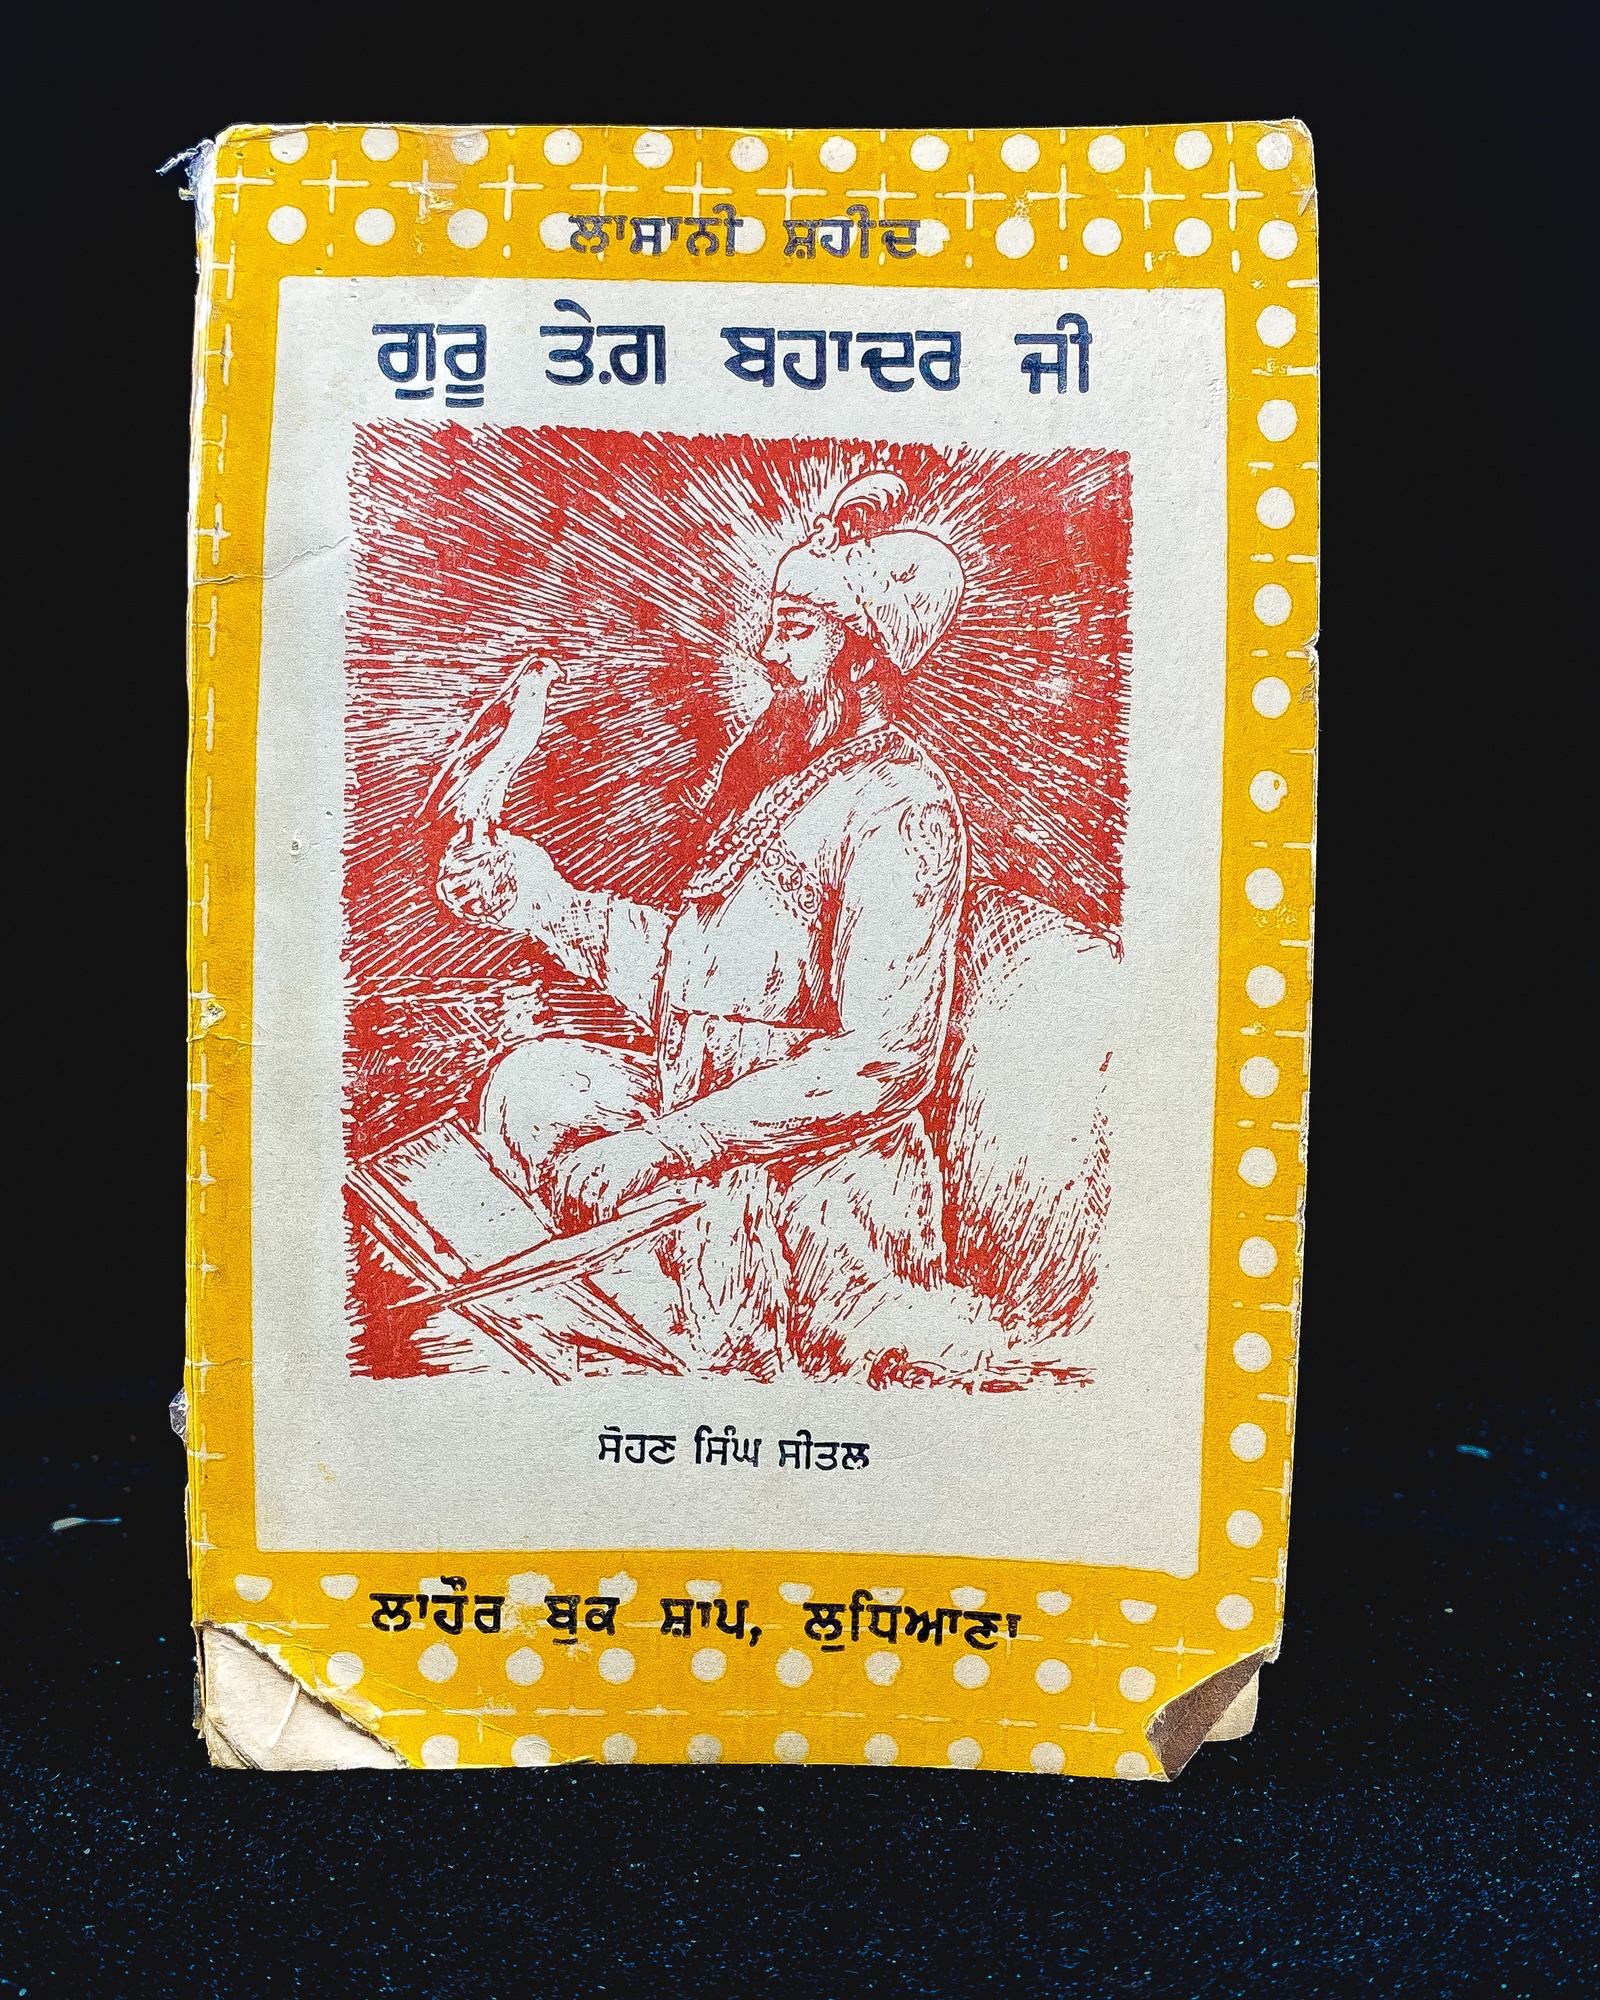 ਲਾਸਾਨੀ ਸ਼ਹੀਦ
ਗੁਰੂ ਤੇਗ਼ ਬਹਾਦਰ ਜੀ
ਸੋਹਣ ਸਿੰਘ ਸੀਤਲ
ਲਾਹੌਰ ਬੁਕ ਸ਼ਾਪ, ਲੁਧਿਆਣਾ